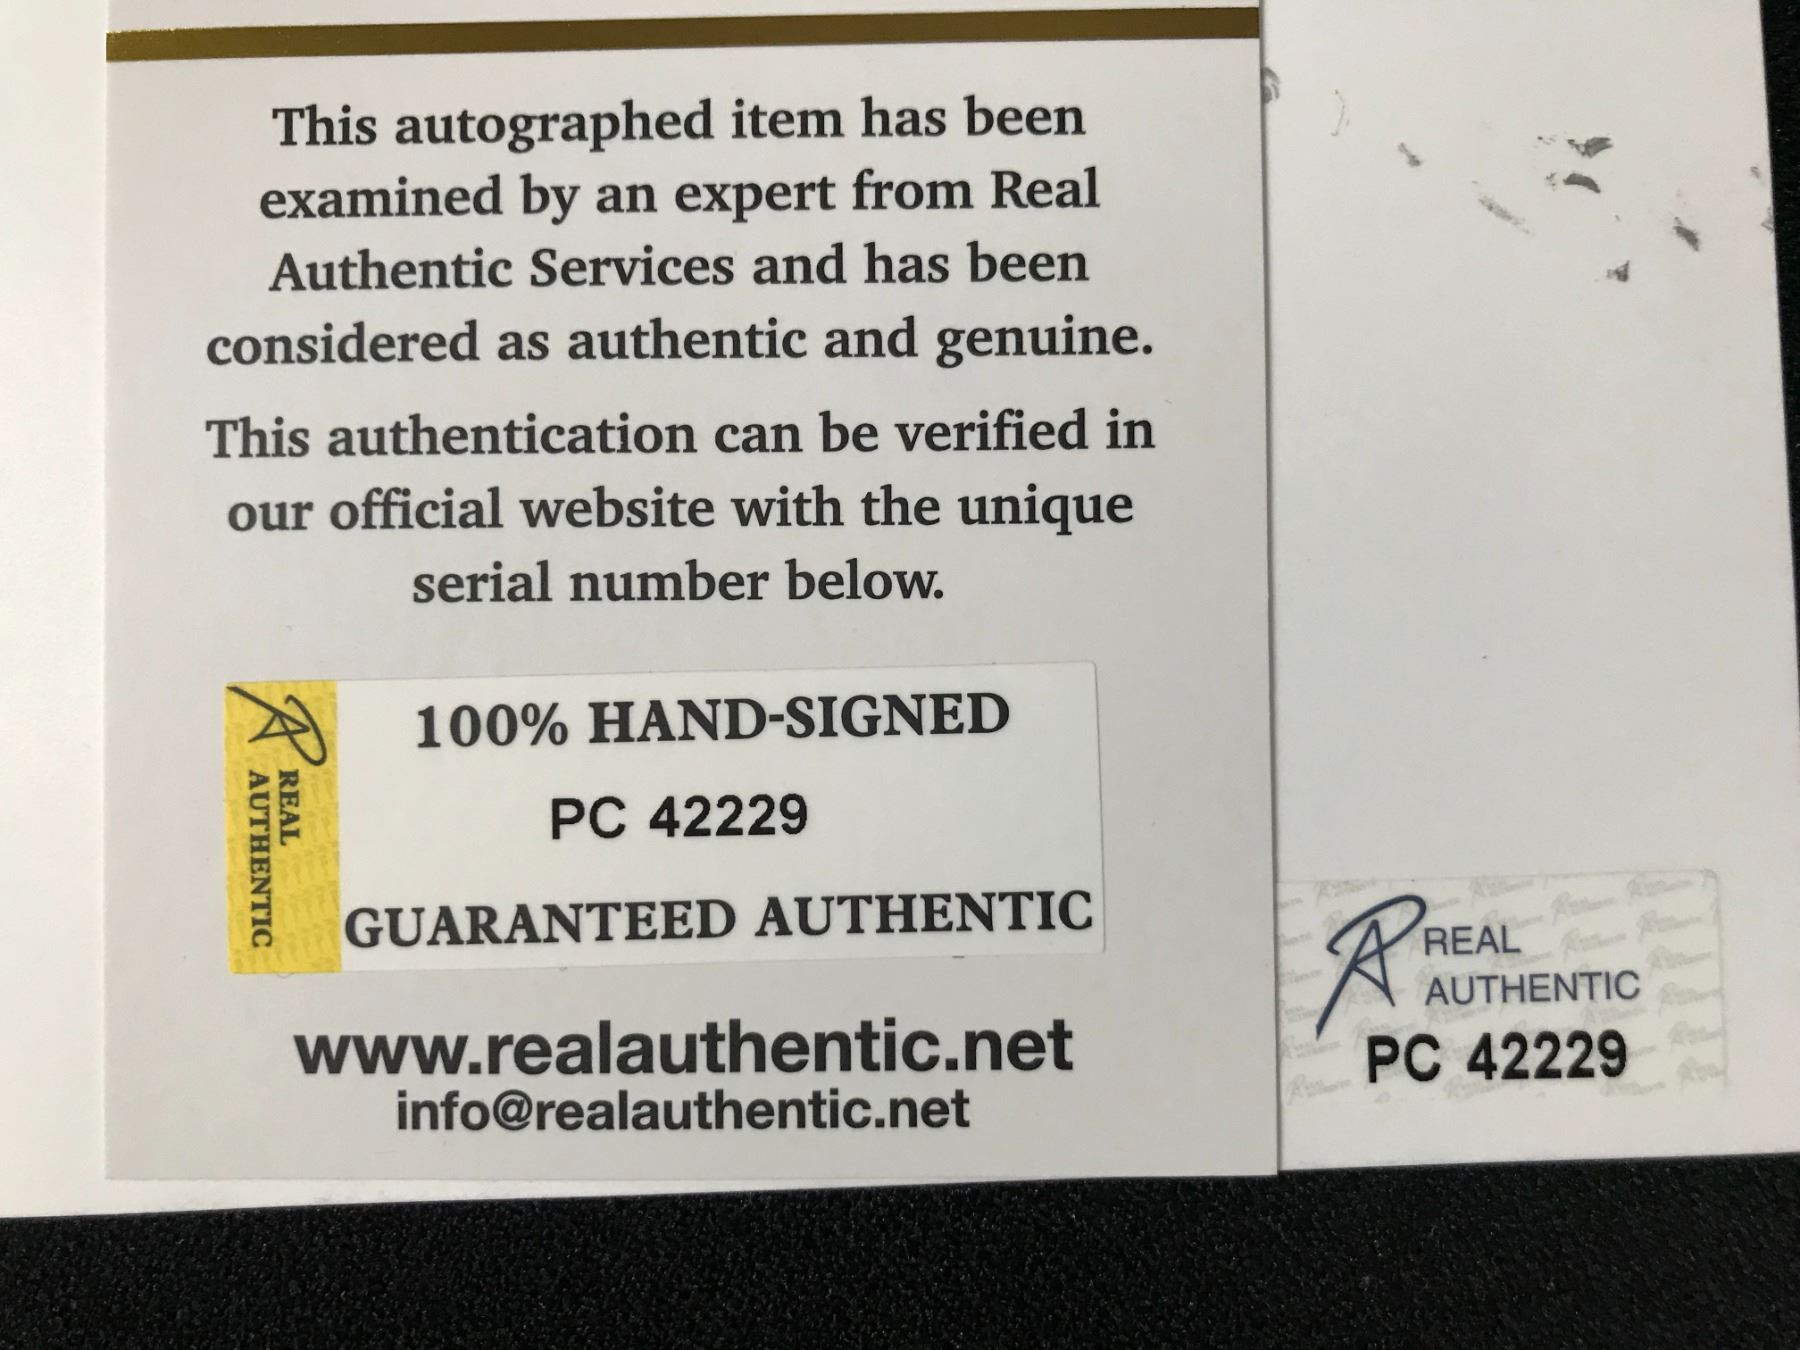 This autographed item has been
examined by an expert from Real
Authentic Services and has been
considered as authentic and genuine.
This authentication can be verified in
our official website with the unique
serial number below.
REAL
AUTHENTIC
100% HAND-SIGNED
PC 42229
GUARANTEED AUTHENTIC
www.realauthentic.net
info@realauthentic.net
REAL
AUTHENTIC
PC 42229